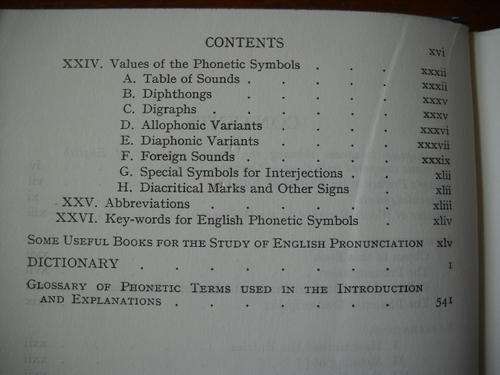 CONTENTS
xvi
XXIV. Values of the Phonetic Symbols . . . xxxii
A. Table of Sounds . . . . . xxxii
B. Diphthongs . . . . . xxxv
C. Digraphs . . . . . xxxv
D. Allophonic Variants . . . . xxxvi
E. Diaphonic Variants . . . . xxxvii
F. Foreign Sounds . . . . . xxxix
G. Special Symbols for Interjections . . . xlii
H. Diacritical Marks and Other Signs . . xlii
XXV. Abbreviations . . . . . . xliii
XXVI. Key-words for English Phonetic Symbols . xliv
Some Useful Books for the Study of English Pronunciation xlv
DICTIONARY . . . . . . . . 1
Glossary of Phonetic Terms used in the Introduction
and Explanations . . . . . . . 541